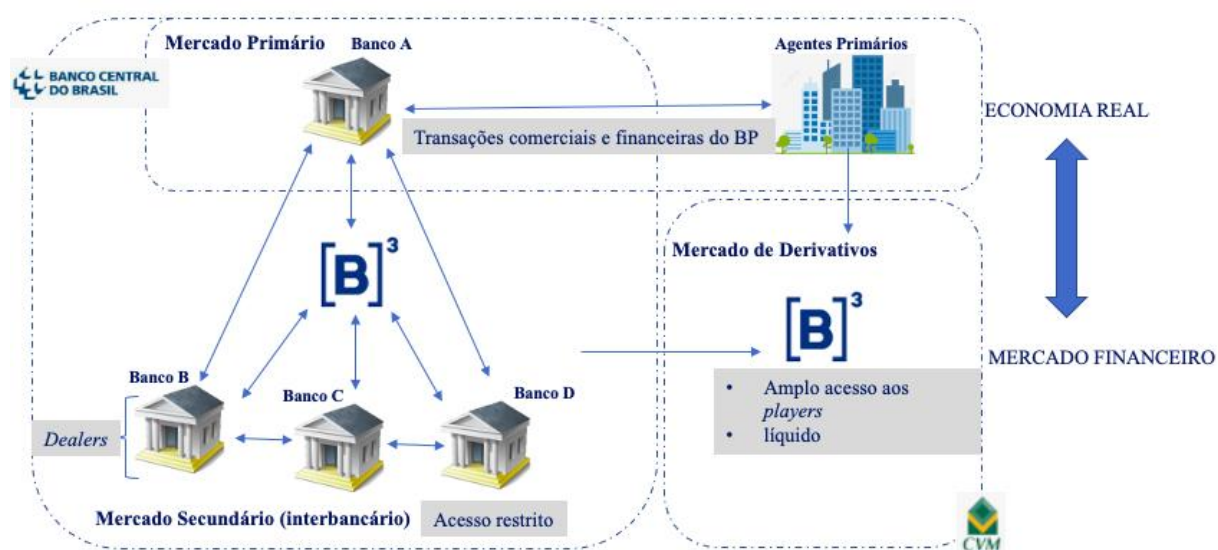 Mercado Primário
Banco A
Agentes Primários
BANCO CENTRAL
DO BRASIL
ECONOMIA REAL
Transações comerciais e financeiras do BP
[B]³
Mercado de Derivativos
[B]³
MERCADO FINANCEIRO
Banco B
Banco C
Banco D
Dealers
• Amplo acesso aos
players
• líquido
Mercado Secundário (interbancário)
Acesso restrito
CVM